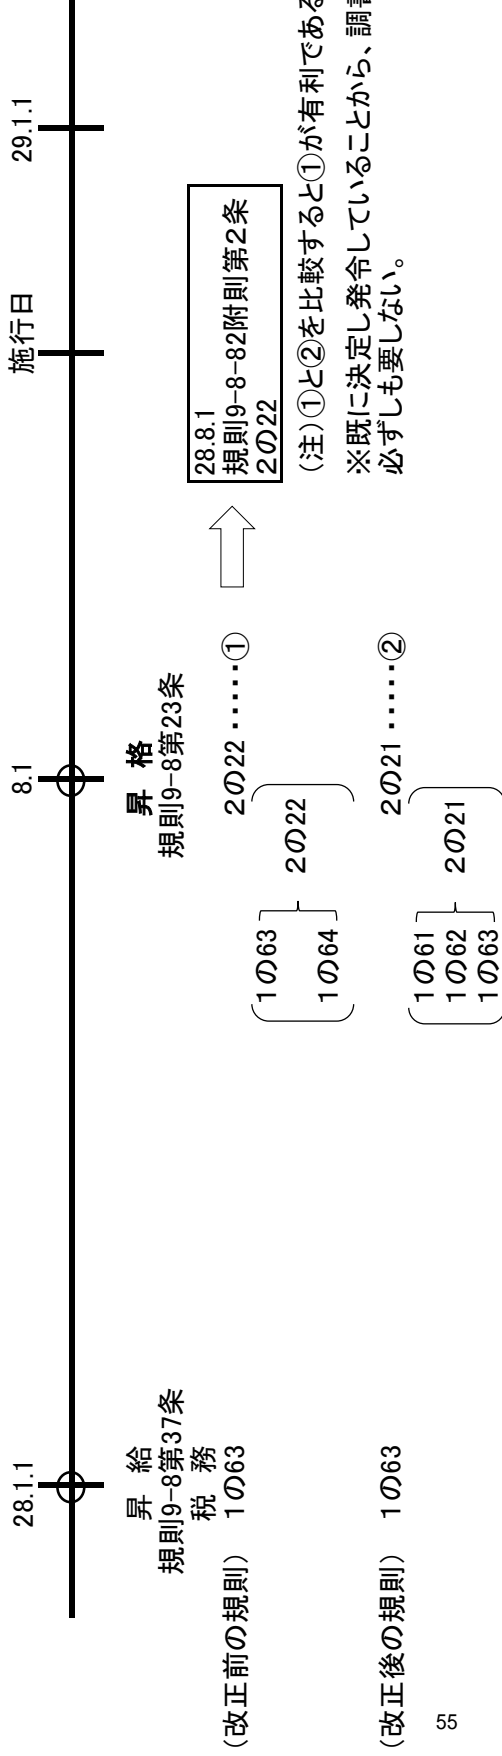 28.1.1
8.1
施行日
29.1.1
昇　給
規則9-8第37条
税　務
昇　格
規則9-8第23条
(改正前の規則)　1の63
2の22 ‥‥‥①
1の63
1の64
2の22
28.8.1
規則9-8-82附則第2条
2の22
(改正後の規則)　1の63
2の21 ‥‥‥②
1の61
1の62
1の63
2の21
(注)①と②を比較すると①が有利である
※既に決定し発令していることから、調書
必ずしも要しない。
55